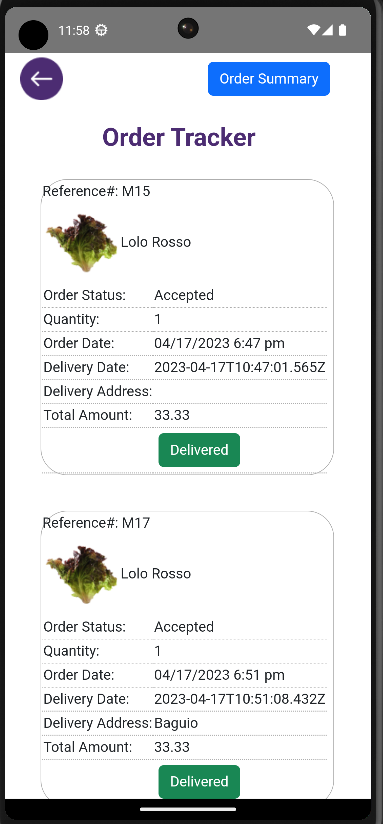 11:58
Order Summary
Order Tracker
Reference#: M15
Lolo Rosso
Order Status: Accepted
Quantity: 1
Order Date: 04/17/2023 6:47 pm
Delivery Date: 2023-04-17T10:47:01.565Z
Delivery Address:
Total Amount: 33.33
Delivered
Reference#: M17
Lolo Rosso
Order Status: Accepted
Quantity: 1
Order Date: 04/17/2023 6:51 pm
Delivery Date: 2023-04-17T10:51:08.432Z
Delivery Address: Baguio
Total Amount: 33.33
Delivered